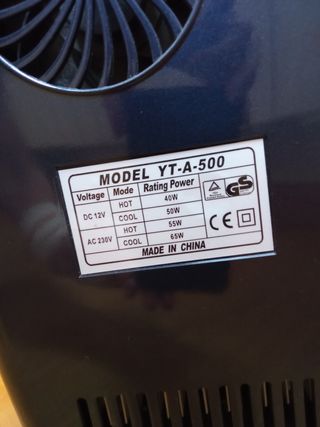 MODEL YT-A-500
Voltage Mode Rating Power
DC 12V HOT 40W
COOL 50W
AC 230V HOT 55W
COOL 65W
MADE IN CHINA
GS
CE